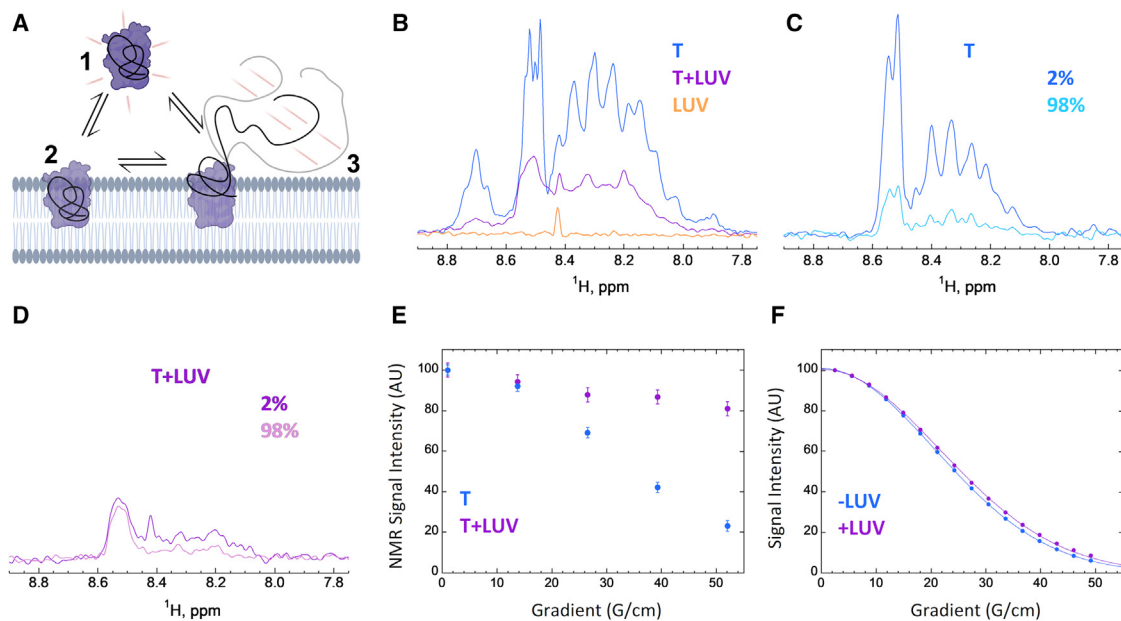 A
1
2
3
B
T
T+LUV
LUV
8.8 8.6 8.4 8.2 8.0 7.8
¹H, ppm
C
T
2%
98%
8.8 8.6 8.4 8.2 8.0 7.8
¹H, ppm
D
T+LUV
2%
98%
8.8 8.6 8.4 8.2 8.0 7.8
¹H, ppm
E
NMR Signal Intensity (AU)
100
80
60
40
20
0
T
T+LUV
0 10 20 30 40 50
Gradient (G/cm)
F
Signal Intensity (AU)
100
80
60
40
20
0
-LUV
+LUV
0 10 20 30 40 50
Gradient (G/cm)